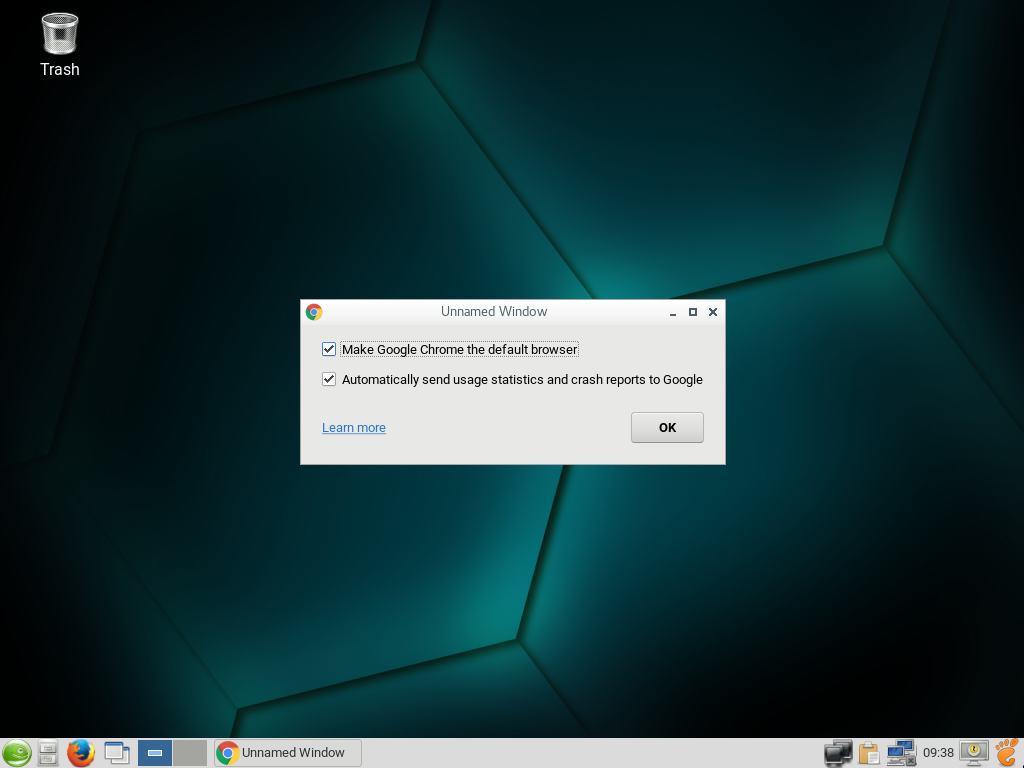 Trash
Unnamed Window
Make Google Chrome the default browser
Automatically send usage statistics and crash reports to Google
Learn more
OK
Unnamed Window
09:38